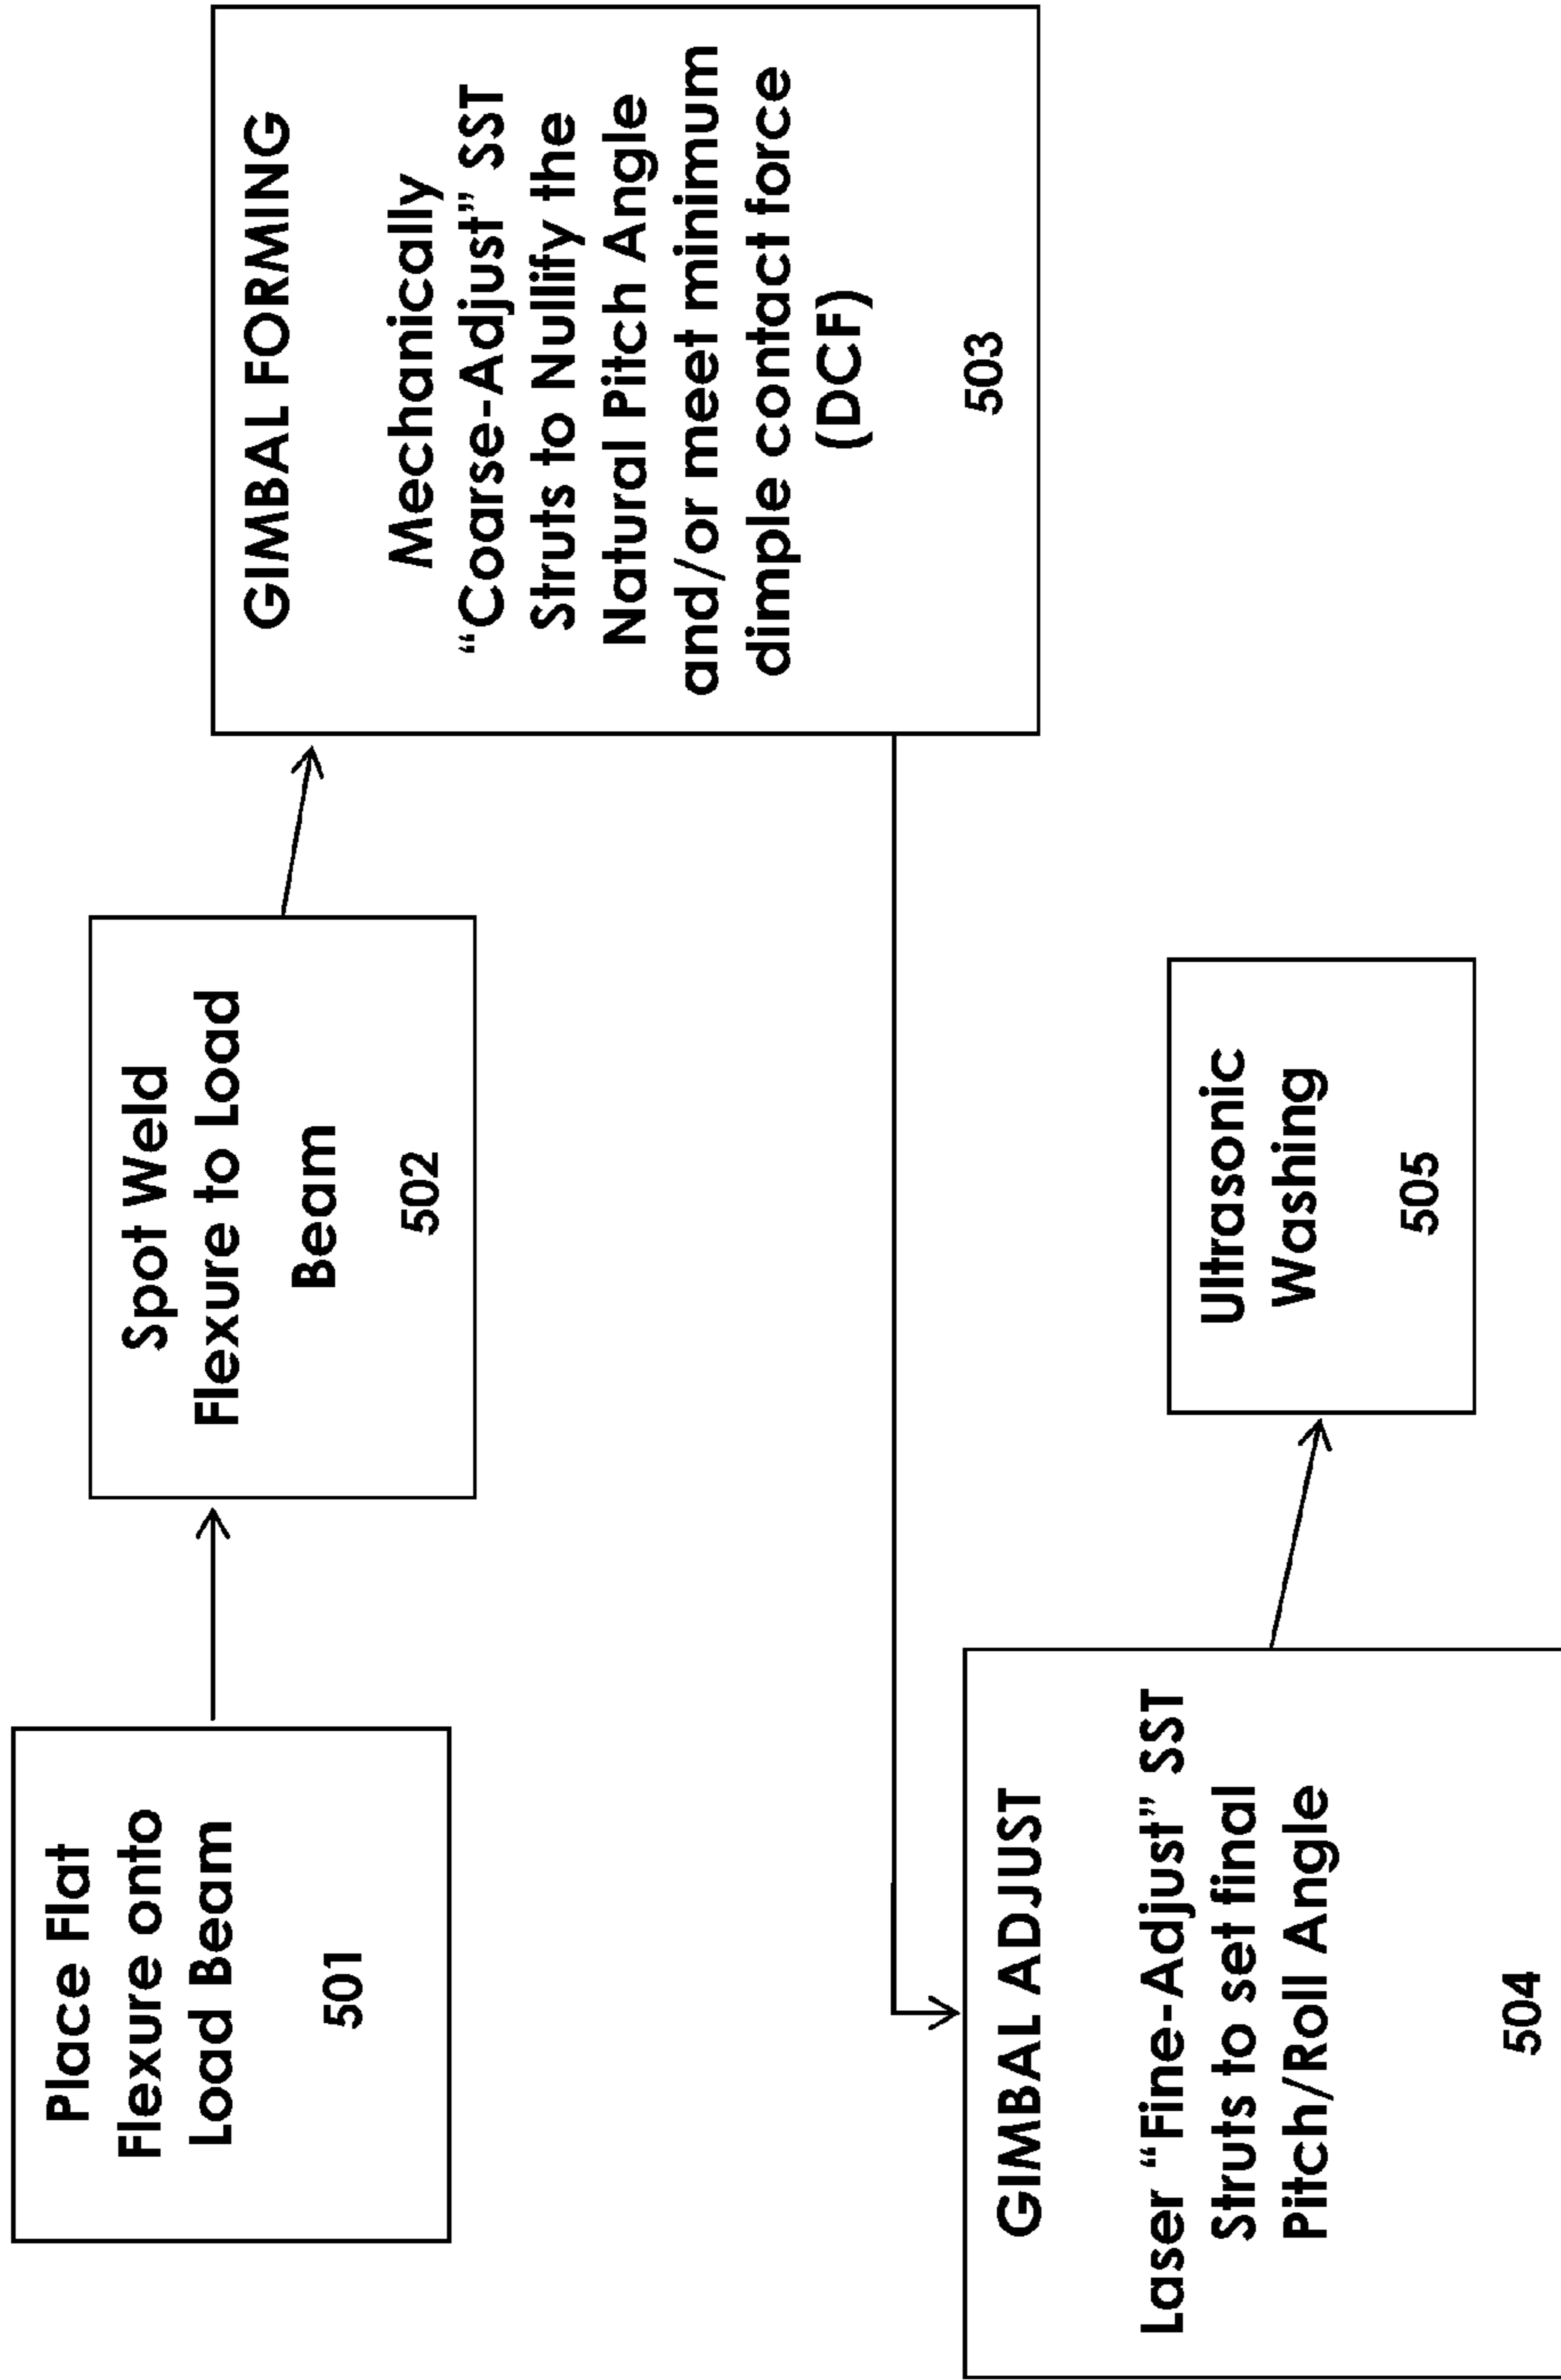 Place Flat
Flexure onto
Load Beam
501
Spot Weld
Flexure to Load
Beam
502
GIMBAL FORMING
Mechanically
“Coarse-Adjust” SST
Struts to Nullify the
Natural Pitch Angle
and/or meet minimum
dimple contact force
(DCF)
503
GIMBAL ADJUST
Laser “Fine-Adjust” SST
Struts to set final
Pitch/Roll Angle
504
Ultrasonic
Washing
505